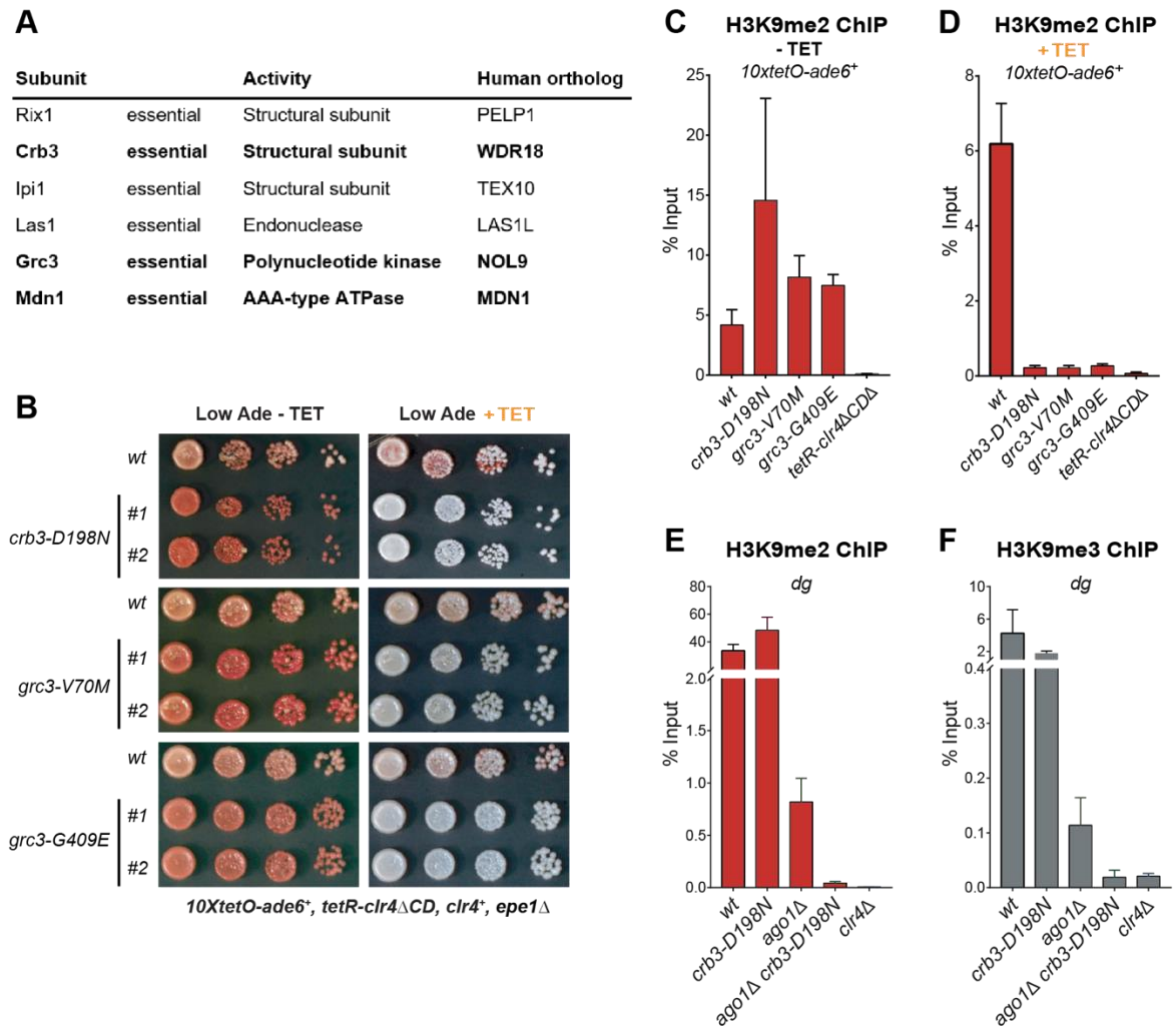 A
Subunit Activity Human ortholog
Rix1 essential Structural subunit PELP1
Crb3 essential Structural subunit WDR18
Ipi1 essential Structural subunit TEX10
Las1 essential Endonuclease LAS1L
Grc3 essential Polynucleotide kinase NOL9
Mdn1 essential AAA-type ATPase MDN1
B
Low Ade - TET Low Ade + TET
wt
crb3-D198N
#1
#2
wt
grc3-V70M
#1
#2
wt
grc3-G409E
#1
#2
10XtetO-ade6+, tetR-clr4ΔCD, clr4+, epe1Δ
C
H3K9me2 ChIP
- TET
10xtetO-ade6+
% Input
25
20
15
10
5
0
wt
crb3-D198N
grc3-V70M
grc3-G409E
tetR-clr4ΔCDΔ
D
H3K9me2 ChIP
+ TET
10xtetO-ade6+
% Input
8
6
4
2
0
wt
crb3-D198N
grc3-V70M
grc3-G409E
tetR-clr4ΔCDΔ
E
H3K9me2 ChIP
dg
% Input
80
60
40
20
2.0
1.5
1.0
0.5
0.0
wt
crb3-D198N
ago1Δ
ago1Δ crb3-D198N
clr4Δ
F
H3K9me3 ChIP
dg
% Input
6
4
2
0.4
0.3
0.2
0.1
0.0
wt
crb3-D198N
ago1Δ
ago1Δ crb3-D198N
clr4Δ